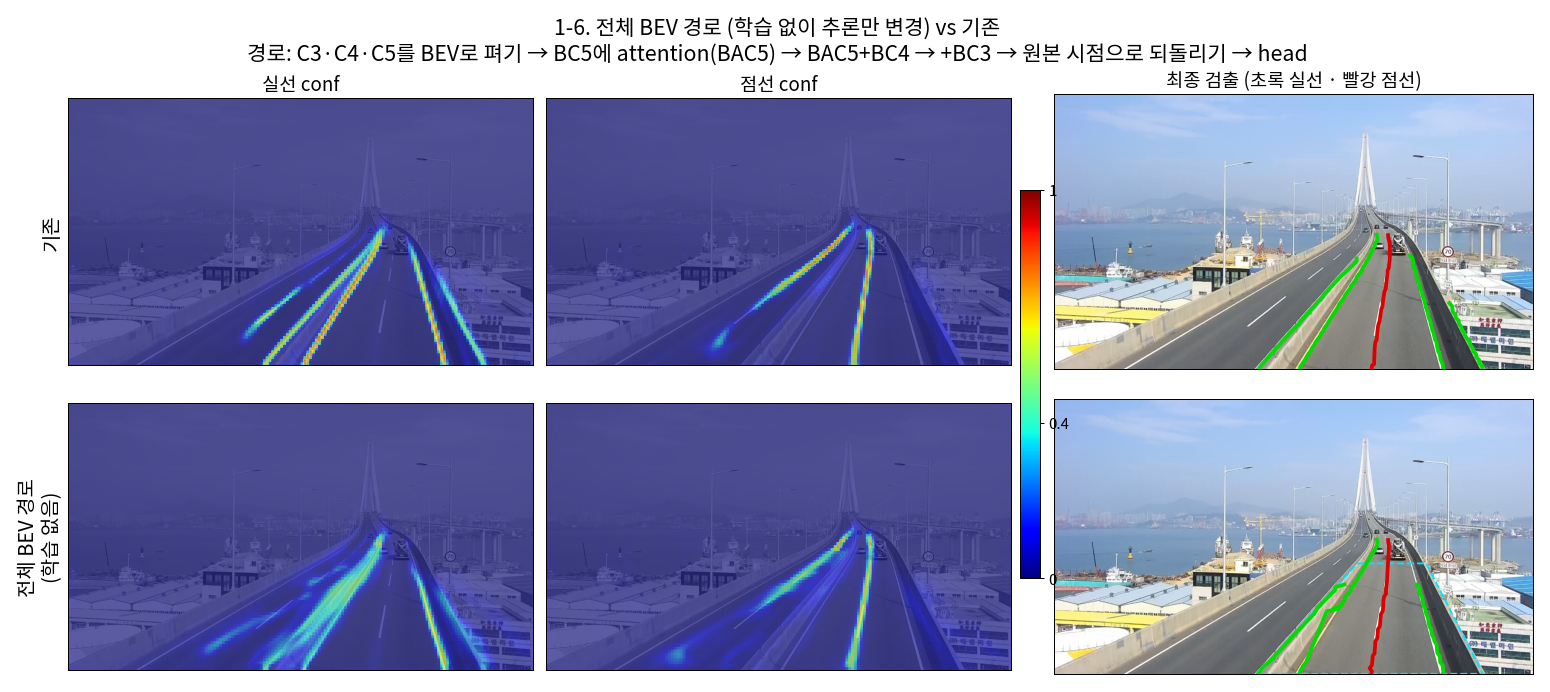 1-6. 전체 BEV 경로 (학습 없이 추론만 변경) vs 기존
경로: C3·C4·C5를 BEV로 펴기 → BC5에 attention(BAC5) → BAC5+BC4 → +BC3 → 원본 시점으로 되돌리기 → head
실선 conf
점선 conf
최종 검출 (초록 실선 · 빨강 점선)
기존
1
0.4
0
70
전체 BEV 경로
(학습 없음)
70